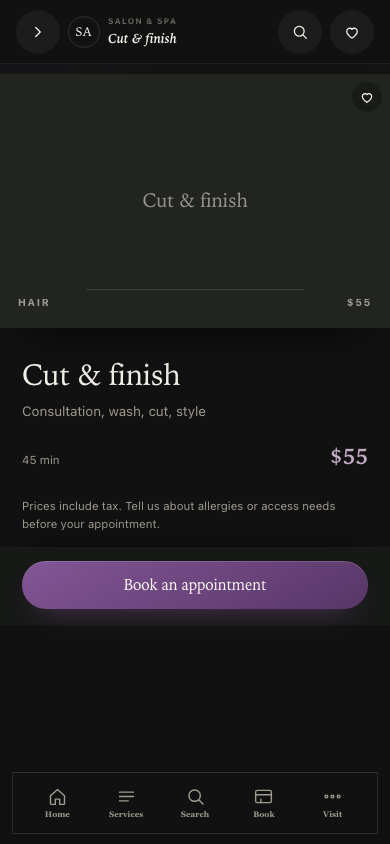 SA
SALON & SPA
Cut & finish
Cut & finish
HAIR
$55
Cut & finish
Consultation, wash, cut, style
45 min
$55
Prices include tax. Tell us about allergies or access needs
before your appointment.
Book an appointment
Home
Services
Search
Book
Visit